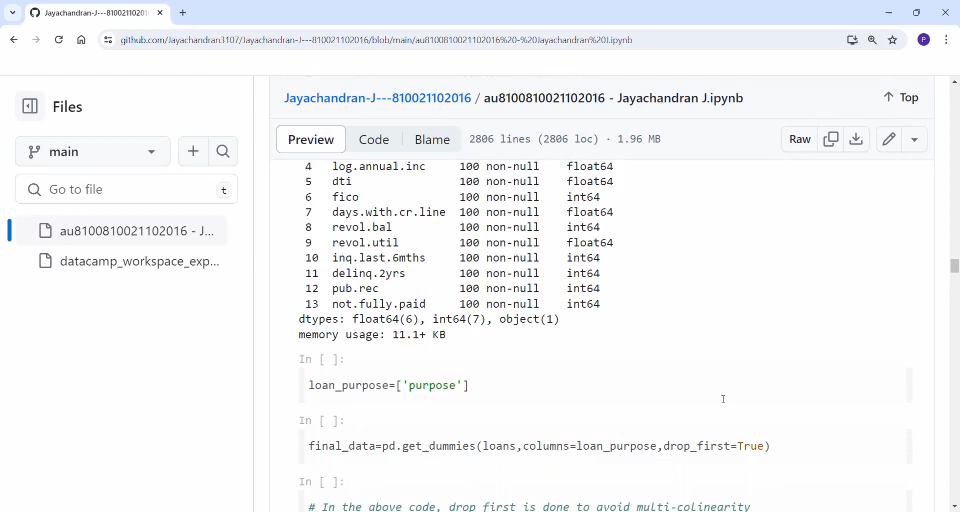 Jayachandran-J---81002110201
github.com/Jayachandran3107/Jayachandran-J---810021102016/blob/main/au8100810021102016%20-%20Jayachandran%20J.ipynb
P
Files
main
Go to file
t
au8100810021102016 - J...
datacamp_workspace_exp...
Jayachandran-J---810021102016 / au8100810021102016 - Jayachandran J.ipynb
Top
Preview
Code
Blame
2806 lines (2806 loc) · 1.96 MB
Raw
4 log.annual.inc 100 non-null float64
5 dti 100 non-null float64
6 fico 100 non-null int64
7 days.with.cr.line 100 non-null float64
8 revol.bal 100 non-null int64
9 revol.util 100 non-null float64
10 inq.last.6mths 100 non-null int64
11 delinq.2yrs 100 non-null int64
12 pub.rec 100 non-null int64
13 not.fully.paid 100 non-null int64
dtypes: float64(6), int64(7), object(1)
memory usage: 11.1+ KB
In [ ]:
loan_purpose=['purpose']
In [ ]:
final_data=pd.get_dummies(loans,columns=loan_purpose,drop_first=True)
In [ ]:
# In the above code, drop first is done to avoid multi-colinearity